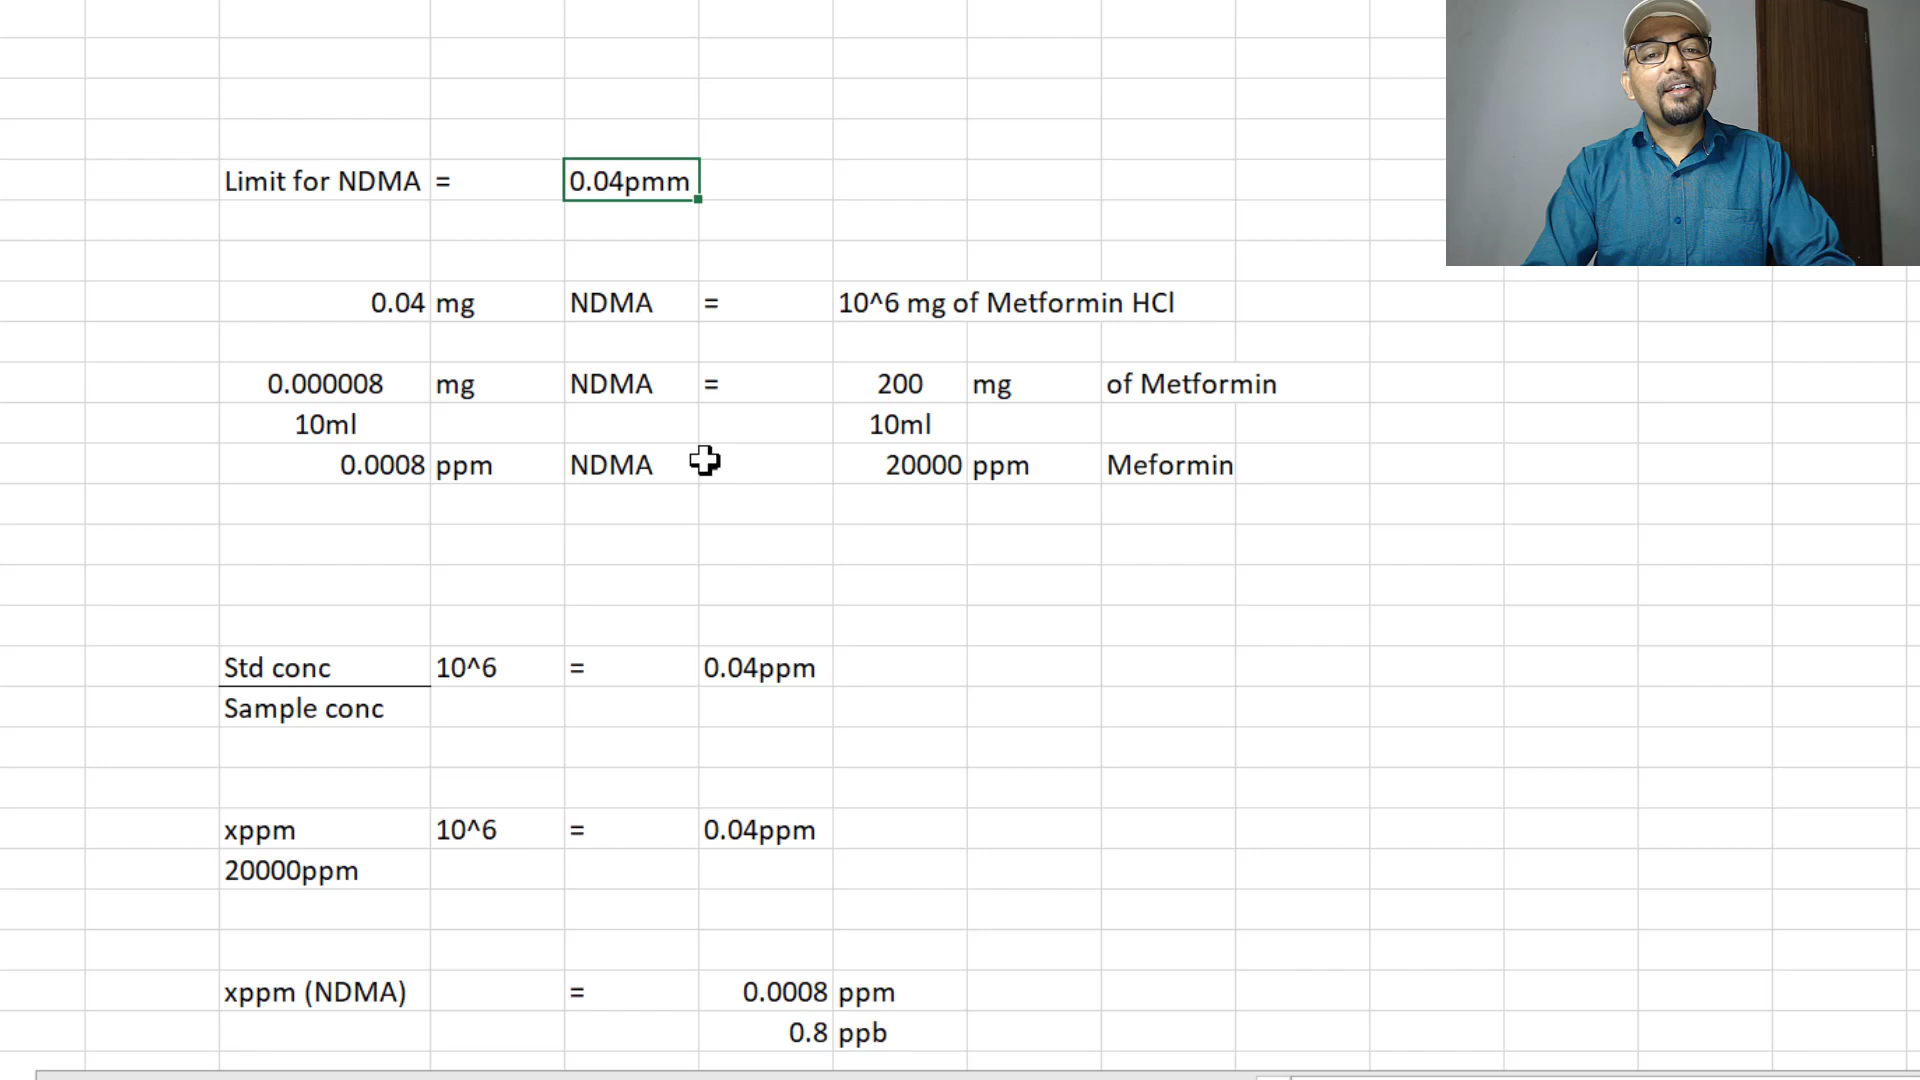 Limit for NDMA = 0.04pmm
0.04 mg NDMA = 10^6 mg of Metformin HCl
0.000008 mg NDMA = 200 mg of Metformin
10ml 10ml
0.0008 ppm NDMA 20000 ppm Meformin
Std conc 10^6 = 0.04ppm
Sample conc
xppm 10^6 = 0.04ppm
20000ppm
xppm (NDMA) = 0.0008 ppm
0.8 ppb